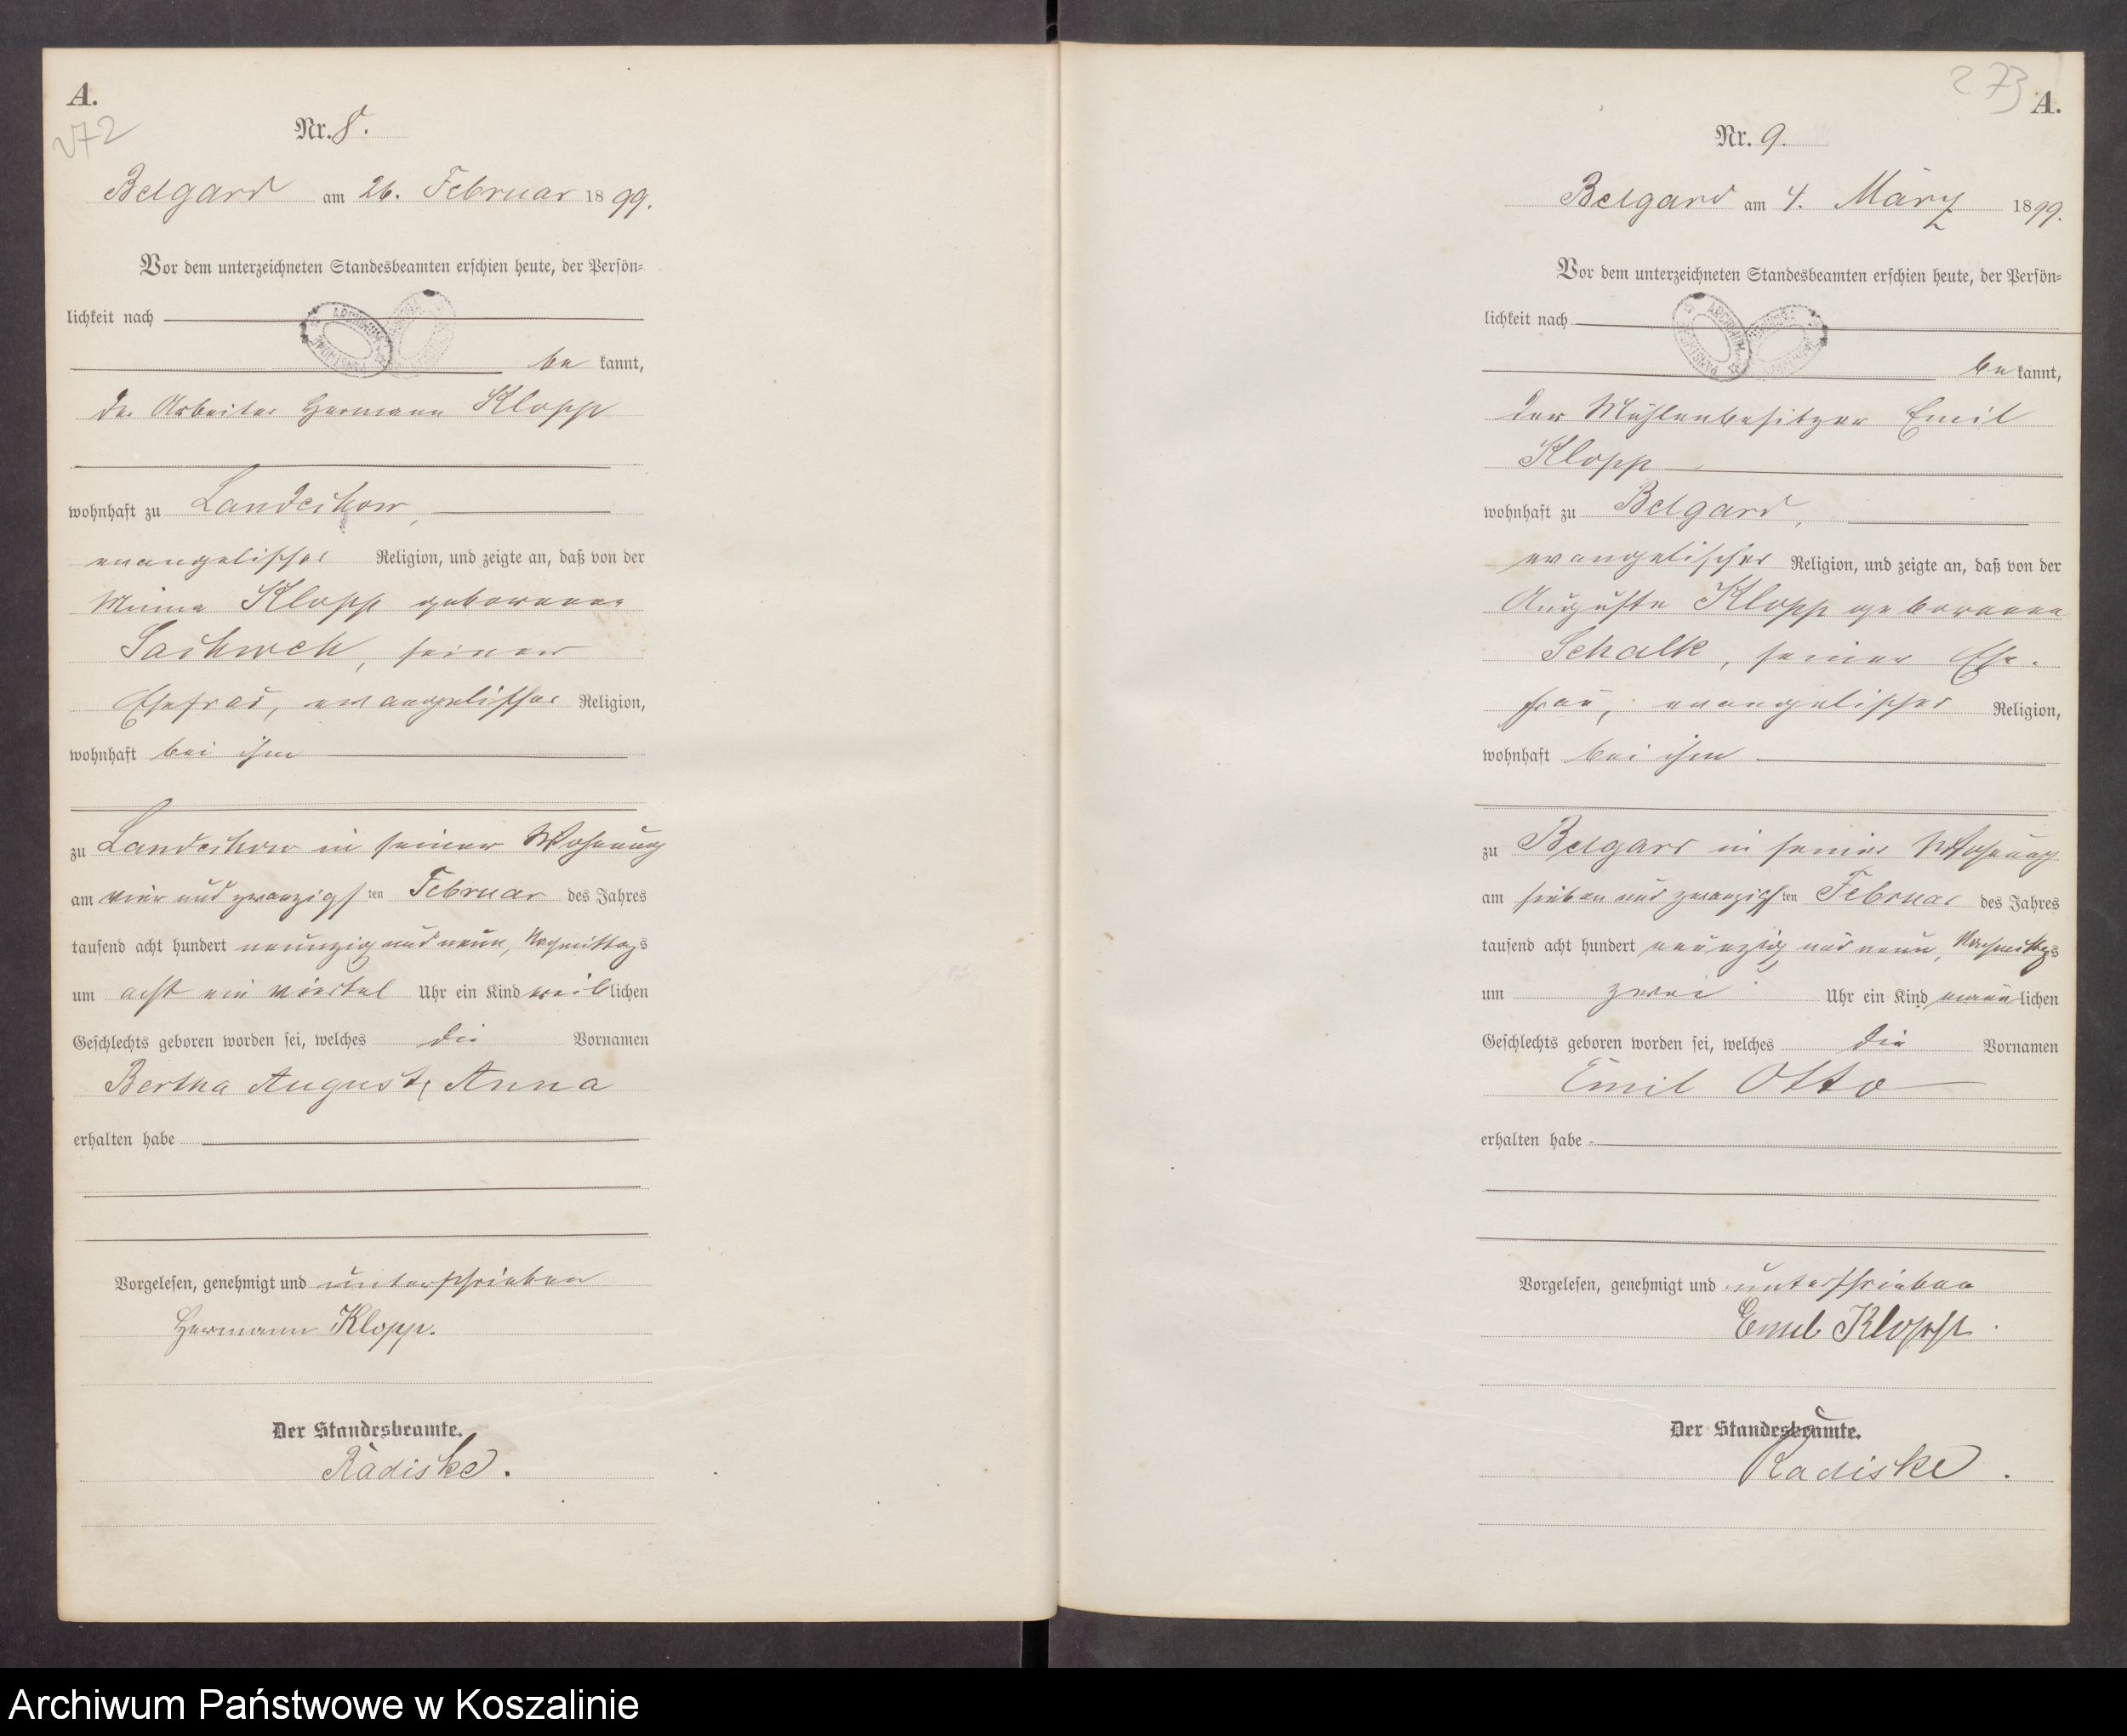 A.
272
Nr. 8.
Belgard am 26. Februar 1899.
Vor dem unterzeichneten Standesbeamten erschien heute, der Persön-
lichkeit nach
be kannt,
der Arbeiter Hermann Klopp
wohnhaft zu Landechow,
evangelischer Religion, und zeigte an, daß von der
Minna Klopp geborenen
Sachweh, seiner
Ehefrau, evangelischer Religion,
wohnhaft bei ihm
zu Landechow in seiner Wohnung
am vier und zwanzigsten Februar des Jahres
tausend acht hundert neunzig und neun, Nachmittags
um acht ein viertel Uhr ein Kind weiblichen
Geschlechts geboren worden sei, welches die Vornamen
Bertha Auguste Anna
erhalten habe
Vorgelesen, genehmigt und unterschrieben
Hermann Klopp.
Der Standesbeamte.
Radiske.
273
A.
Nr. 9.
Belgard am 4. März 1899.
Vor dem unterzeichneten Standesbeamten erschien heute, der Persön-
lichkeit nach
be kannt,
der Mühlenbesitzer Emil
Klopp
wohnhaft zu Belgard,
evangelischer Religion, und zeigte an, daß von der
Auguste Klopp geborenen
Schalk, seiner Ehe-
frau, evangelischer Religion,
wohnhaft bei ihm
zu Belgard in seiner Wohnung
am sieben und zwanzigsten Februar des Jahres
tausend acht hundert neunzig und neun, Nachmittags
um zwei Uhr ein Kind männlichen
Geschlechts geboren worden sei, welches die Vornamen
Emil Otto
erhalten habe
Vorgelesen, genehmigt und unterschrieben
Emil Klopp.
Der Standesbeamte.
Radiske.
Archiwum Państwowe w Koszalinie